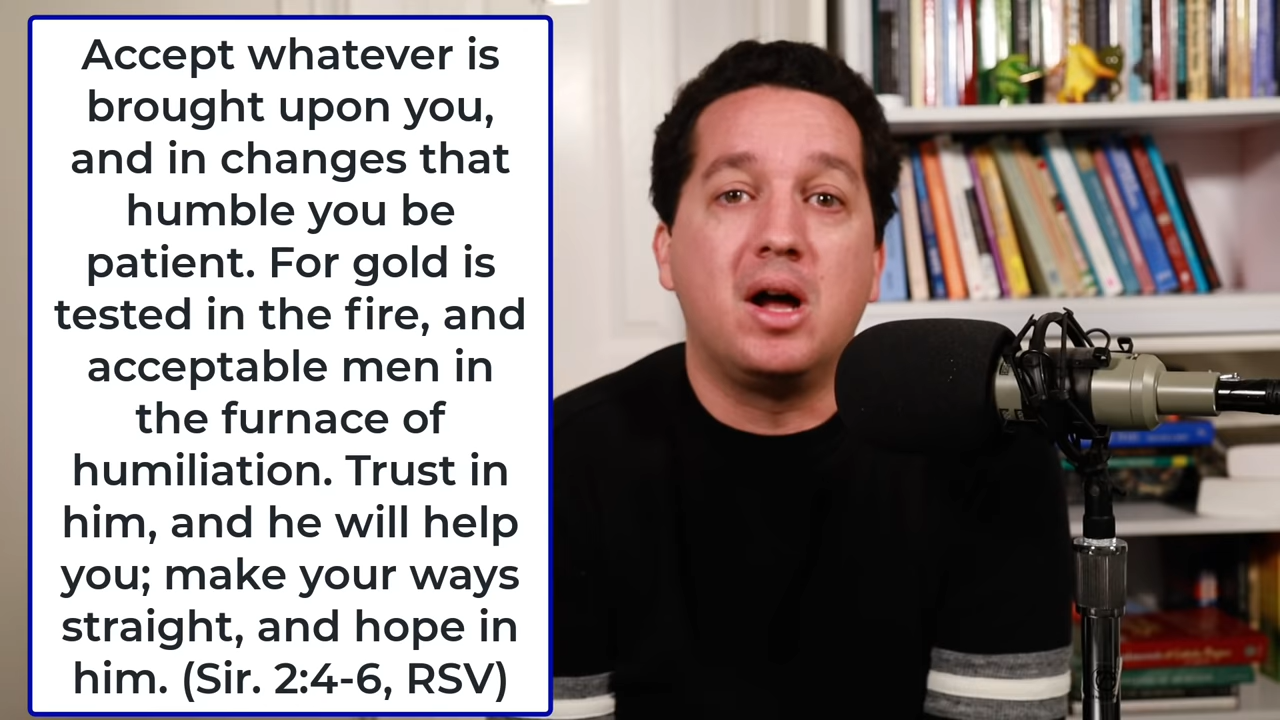 Accept whatever is
brought upon you,
and in changes that
humble you be
patient. For gold is
tested in the fire, and
acceptable men in
the furnace of
humiliation. Trust in
him, and he will help
you; make your ways
straight, and hope in
him. (Sir. 2:4-6, RSV)